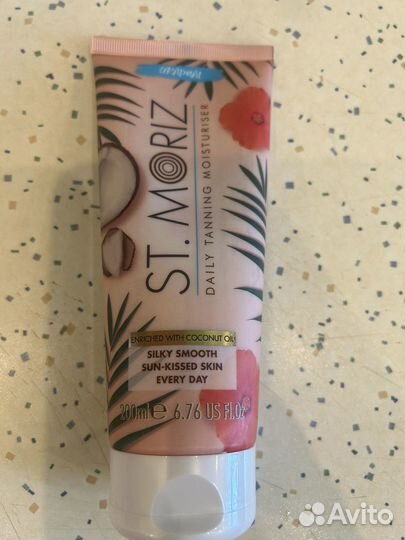 ST. MORIZ
DAILY TANNING MOISTURISER
ENRICHED WITH COCONUT OIL
SILKY SMOOTH
SUN-KISSED SKIN
EVERY DAY
200ml e 6.76 US Fl.Oz
Avito